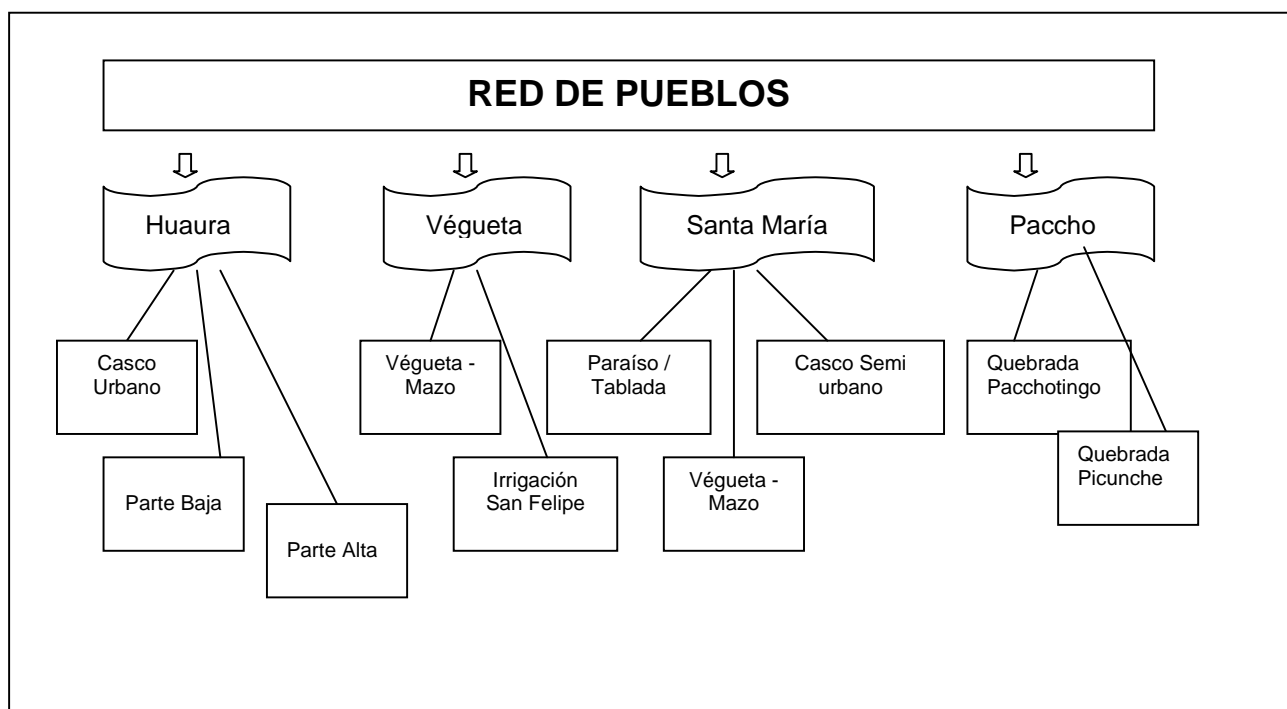 RED DE PUEBLOS
Huaura
Végueta
Santa María
Paccho
Casco
Urbano
Végueta -
Mazo
Paraíso /
Tablada
Casco Semi
urbano
Quebrada
Pacchotingo
Parte Baja
Parte Alta
Irrigación
San Felipe
Végueta -
Mazo
Quebrada
Picunche